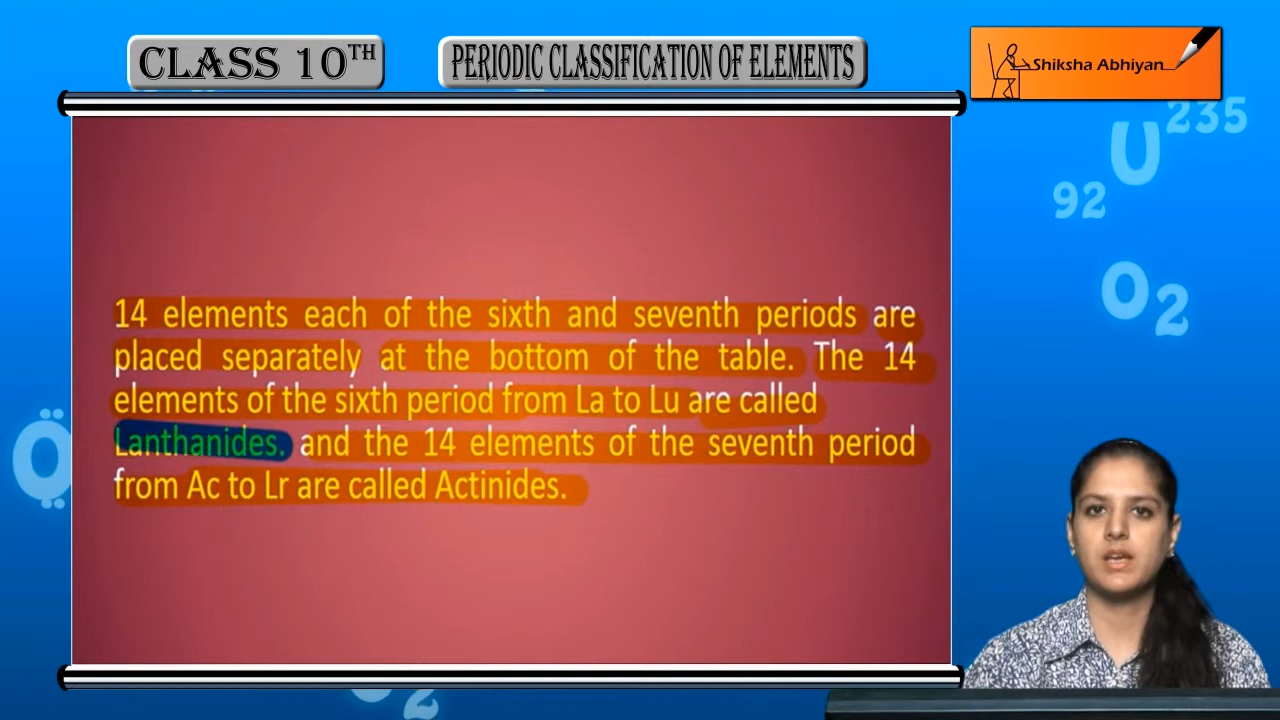 CLASS 10TH
PERIODIC CLASSIFICATION OF ELEMENTS
Shiksha Abhiyan
14 elements each of the sixth and seventh periods are
placed separately at the bottom of the table. The 14
elements of the sixth period from La to Lu are called
Lanthanides. and the 14 elements of the seventh period
from Ac to Lr are called Actinides.
U 235
92
O2
Ö
O2